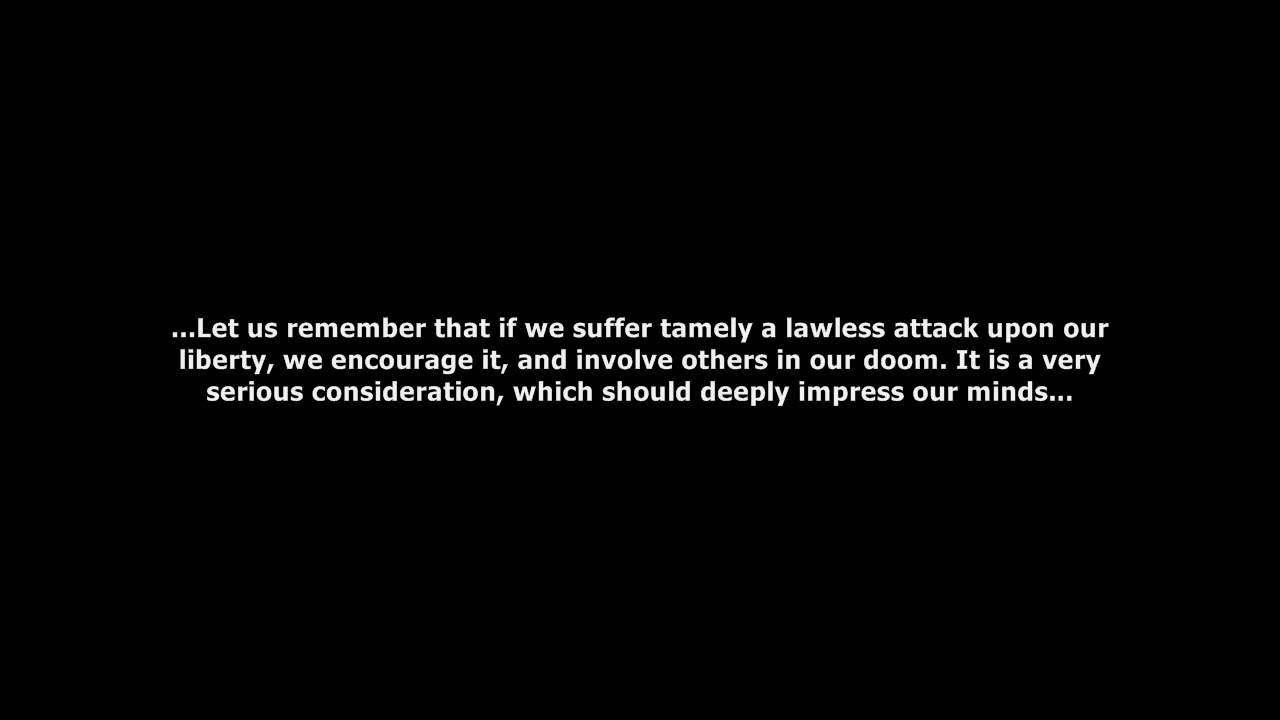 ...Let us remember that if we suffer tamely a lawless attack upon our
liberty, we encourage it, and involve others in our doom. It is a very
serious consideration, which should deeply impress our minds...